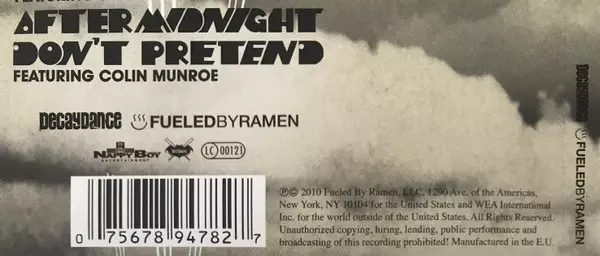 AFTER MIDNIGHT
DON'T PRETEND
FEATURING COLIN MUNROE
DECAYDANCE FUELEDBYRAMEN
NAPPY BOY
ENTERTAINMENT
LC 00121
0 75678 94782 7
℗© 2010 Fueled By Ramen, LLC, 1290 Ave. of the Americas,
New York, NY 10104 for the United States and WEA International
Inc. for the world outside of the United States. All Rights Reserved.
Unauthorized copying, hiring, lending, public performance and
broadcasting of this recording prohibited! Manufactured in the E.U.
DECAYDANCE FUELEDBYRAMEN